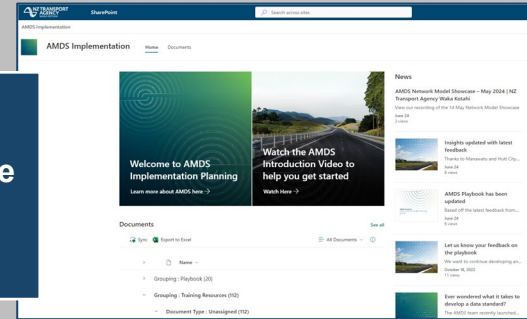 NZ TRANSPORT
AGENCY
SharePoint
Search access sites
AMDS Implementation
AMDS Implementation
Home
Documents
Welcome to AMDS
Implementation Planning
Learn more about AMDS here →
Watch the AMDS
Introduction Video to
help you get started
Watch Here →
News
AMDS Network Model Showcase – May 2024 | NZ
Transport Agency Waka Kotahi
View our recording of the 14 May Network Model Showcase
June 24
2 views
Insights updated with latest
feedback
Thanks to Manawatu and Hutt City...
June 24
8 views
AMDS Playbook has been
updated
Based off the latest feedback from...
June 24
6 views
Let us know your feedback on
the playbook
We want to continue developing an...
October 18, 2022
11 views
Ever wondered what it takes to
develop a data standard?
The AMDS team recently launched...
Documents
See all
Sync
Export to Excel
All Documents
Name
Grouping : Playbook (20)
Grouping : Training Resources (112)
Document Type : Unassigned (112)
e